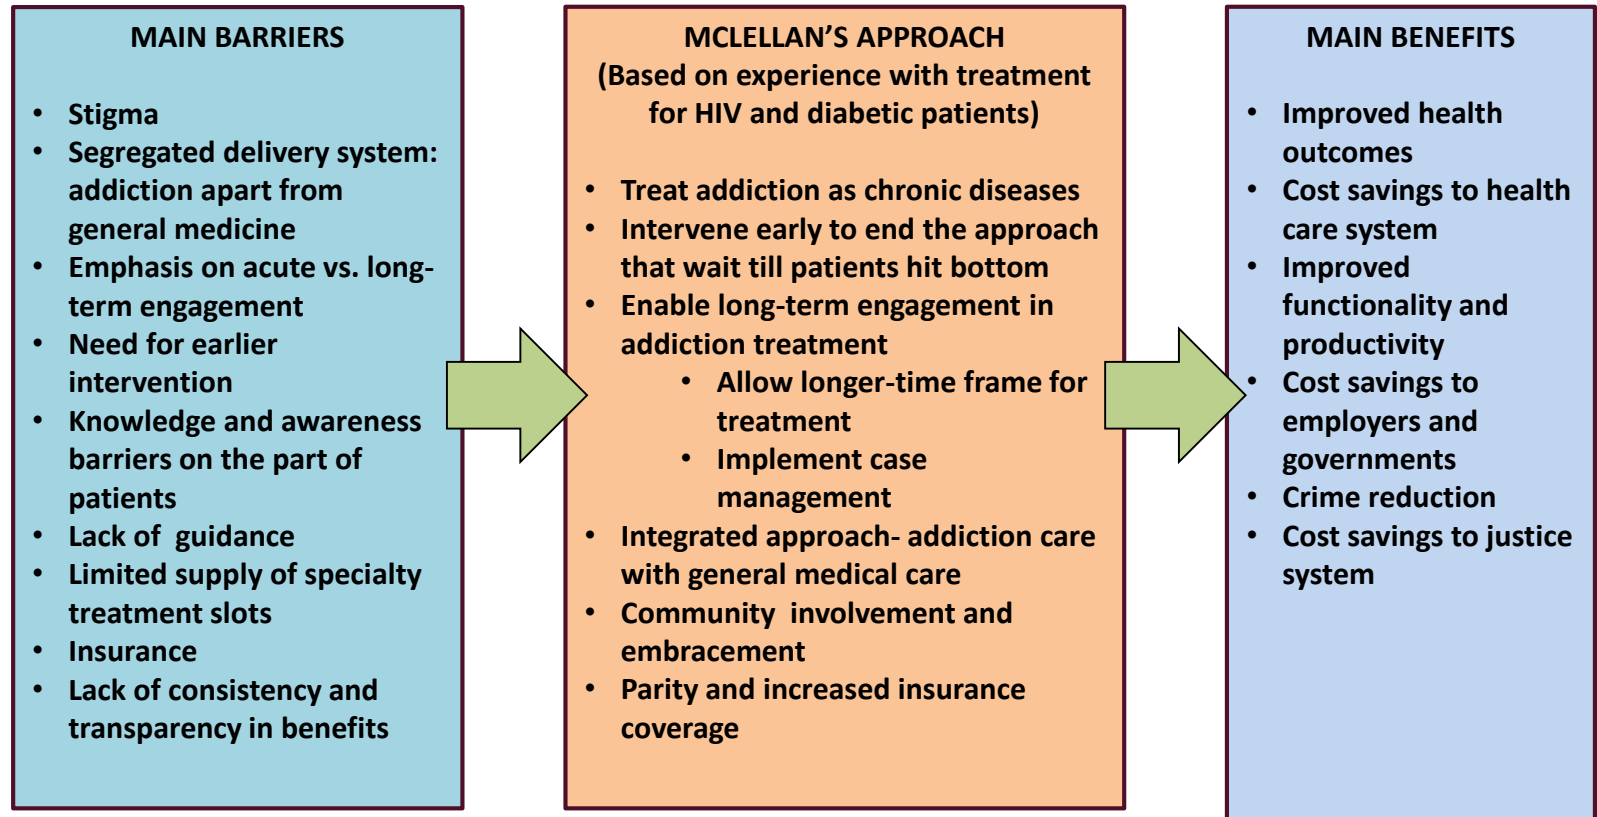 MAIN BARRIERS
• Stigma
• Segregated delivery system:
addiction apart from
general medicine
• Emphasis on acute vs. long-
term engagement
• Need for earlier
intervention
• Knowledge and awareness
barriers on the part of
patients
• Lack of  guidance
• Limited supply of specialty
treatment slots
• Insurance
• Lack of consistency and
transparency in benefits
MCLELLAN’S APPROACH
(Based on experience with treatment
for HIV and diabetic patients)
• Treat addiction as chronic diseases
• Intervene early to end the approach
that wait till patients hit bottom
• Enable long-term engagement in
addiction treatment
• Allow longer-time frame for
treatment
• Implement case
management
• Integrated approach- addiction care
with general medical care
• Community  involvement and
embracement
• Parity and increased insurance
coverage
MAIN BENEFITS
• Improved health
outcomes
• Cost savings to health
care system
• Improved
functionality and
productivity
• Cost savings to
employers and
governments
• Crime reduction
• Cost savings to justice
system